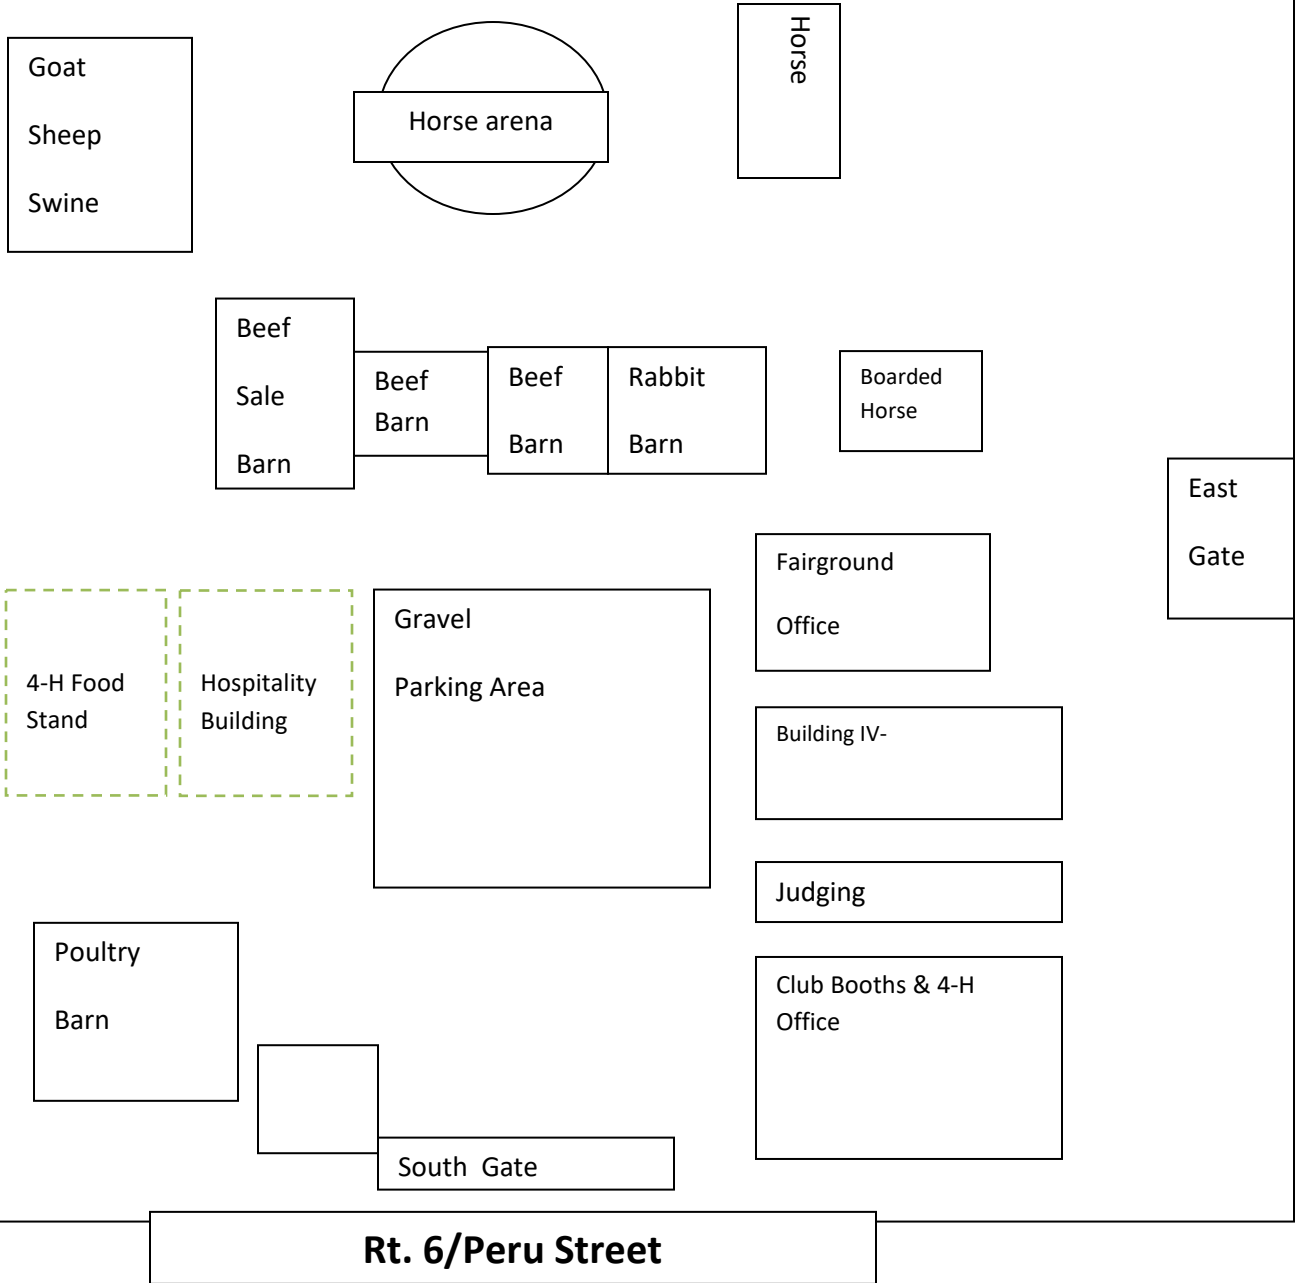 Horse
Goat
Sheep
Swine
Horse arena
Beef
Sale
Barn
Beef
Barn
Beef
Barn
Rabbit
Barn
Boarded
Horse
East
Gate
Fairground
Office
4-H Food
Stand
Hospitality
Building
Gravel
Parking Area
Building IV-
Judging
Poultry
Barn
Club Booths & 4-H
Office
South  Gate
Rt. 6/Peru Street